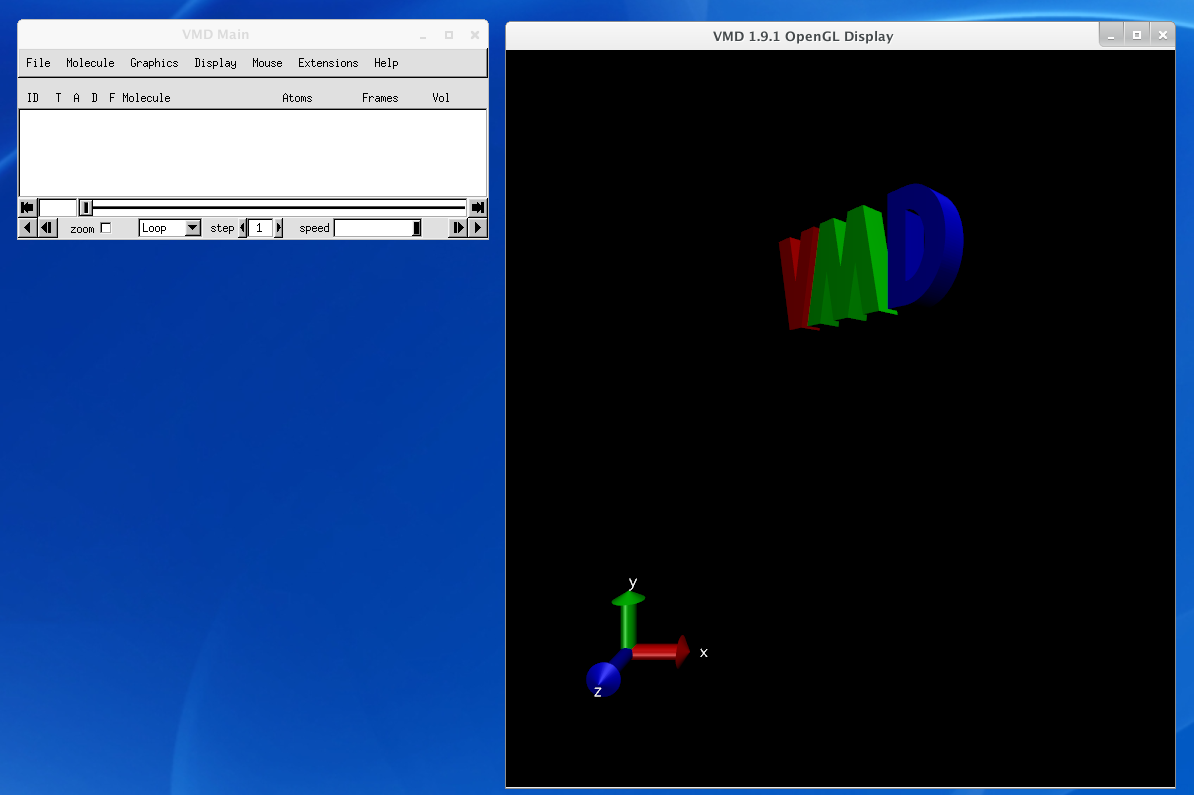 VMD Main
File Molecule Graphics Display Mouse Extensions Help
ID T A D F Molecule Atoms Frames Vol
zoom Loop step 1 speed
VMD 1.9.1 OpenGL Display
VMD
y
x
z